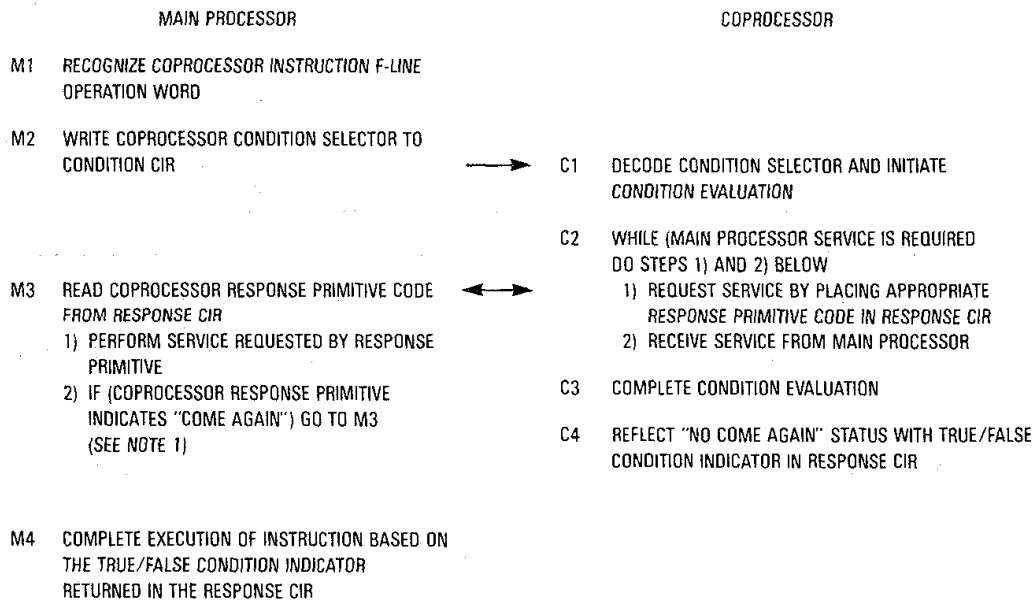 MAIN PROCESSOR
M1 RECOGNIZE COPROCESSOR INSTRUCTION F-LINE
OPERATION WORD
M2 WRITE COPROCESSOR CONDITION SELECTOR TO
CONDITION CIR
M3 READ COPROCESSOR RESPONSE PRIMITIVE CODE
FROM RESPONSE CIR
1) PERFORM SERVICE REQUESTED BY RESPONSE
PRIMITIVE
2) IF (COPROCESSOR RESPONSE PRIMITIVE
INDICATES "COME AGAIN") GO TO M3
(SEE NOTE 1)
M4 COMPLETE EXECUTION OF INSTRUCTION BASED ON
THE TRUE/FALSE CONDITION INDICATOR
RETURNED IN THE RESPONSE CIR
COPROCESSOR
C1 DECODE CONDITION SELECTOR AND INITIATE
CONDITION EVALUATION
C2 WHILE (MAIN PROCESSOR SERVICE IS REQUIRED
DO STEPS 1) AND 2) BELOW
1) REQUEST SERVICE BY PLACING APPROPRIATE
RESPONSE PRIMITIVE CODE IN RESPONSE CIR
2) RECEIVE SERVICE FROM MAIN PROCESSOR
C3 COMPLETE CONDITION EVALUATION
C4 REFLECT "NO COME AGAIN" STATUS WITH TRUE/FALSE
CONDITION INDICATOR IN RESPONSE CIR